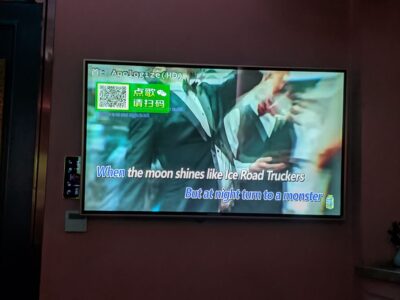 Apologize(HD)
点歌
请扫码
When the moon shines like Ice Road Truckers
But at night turn to a monster